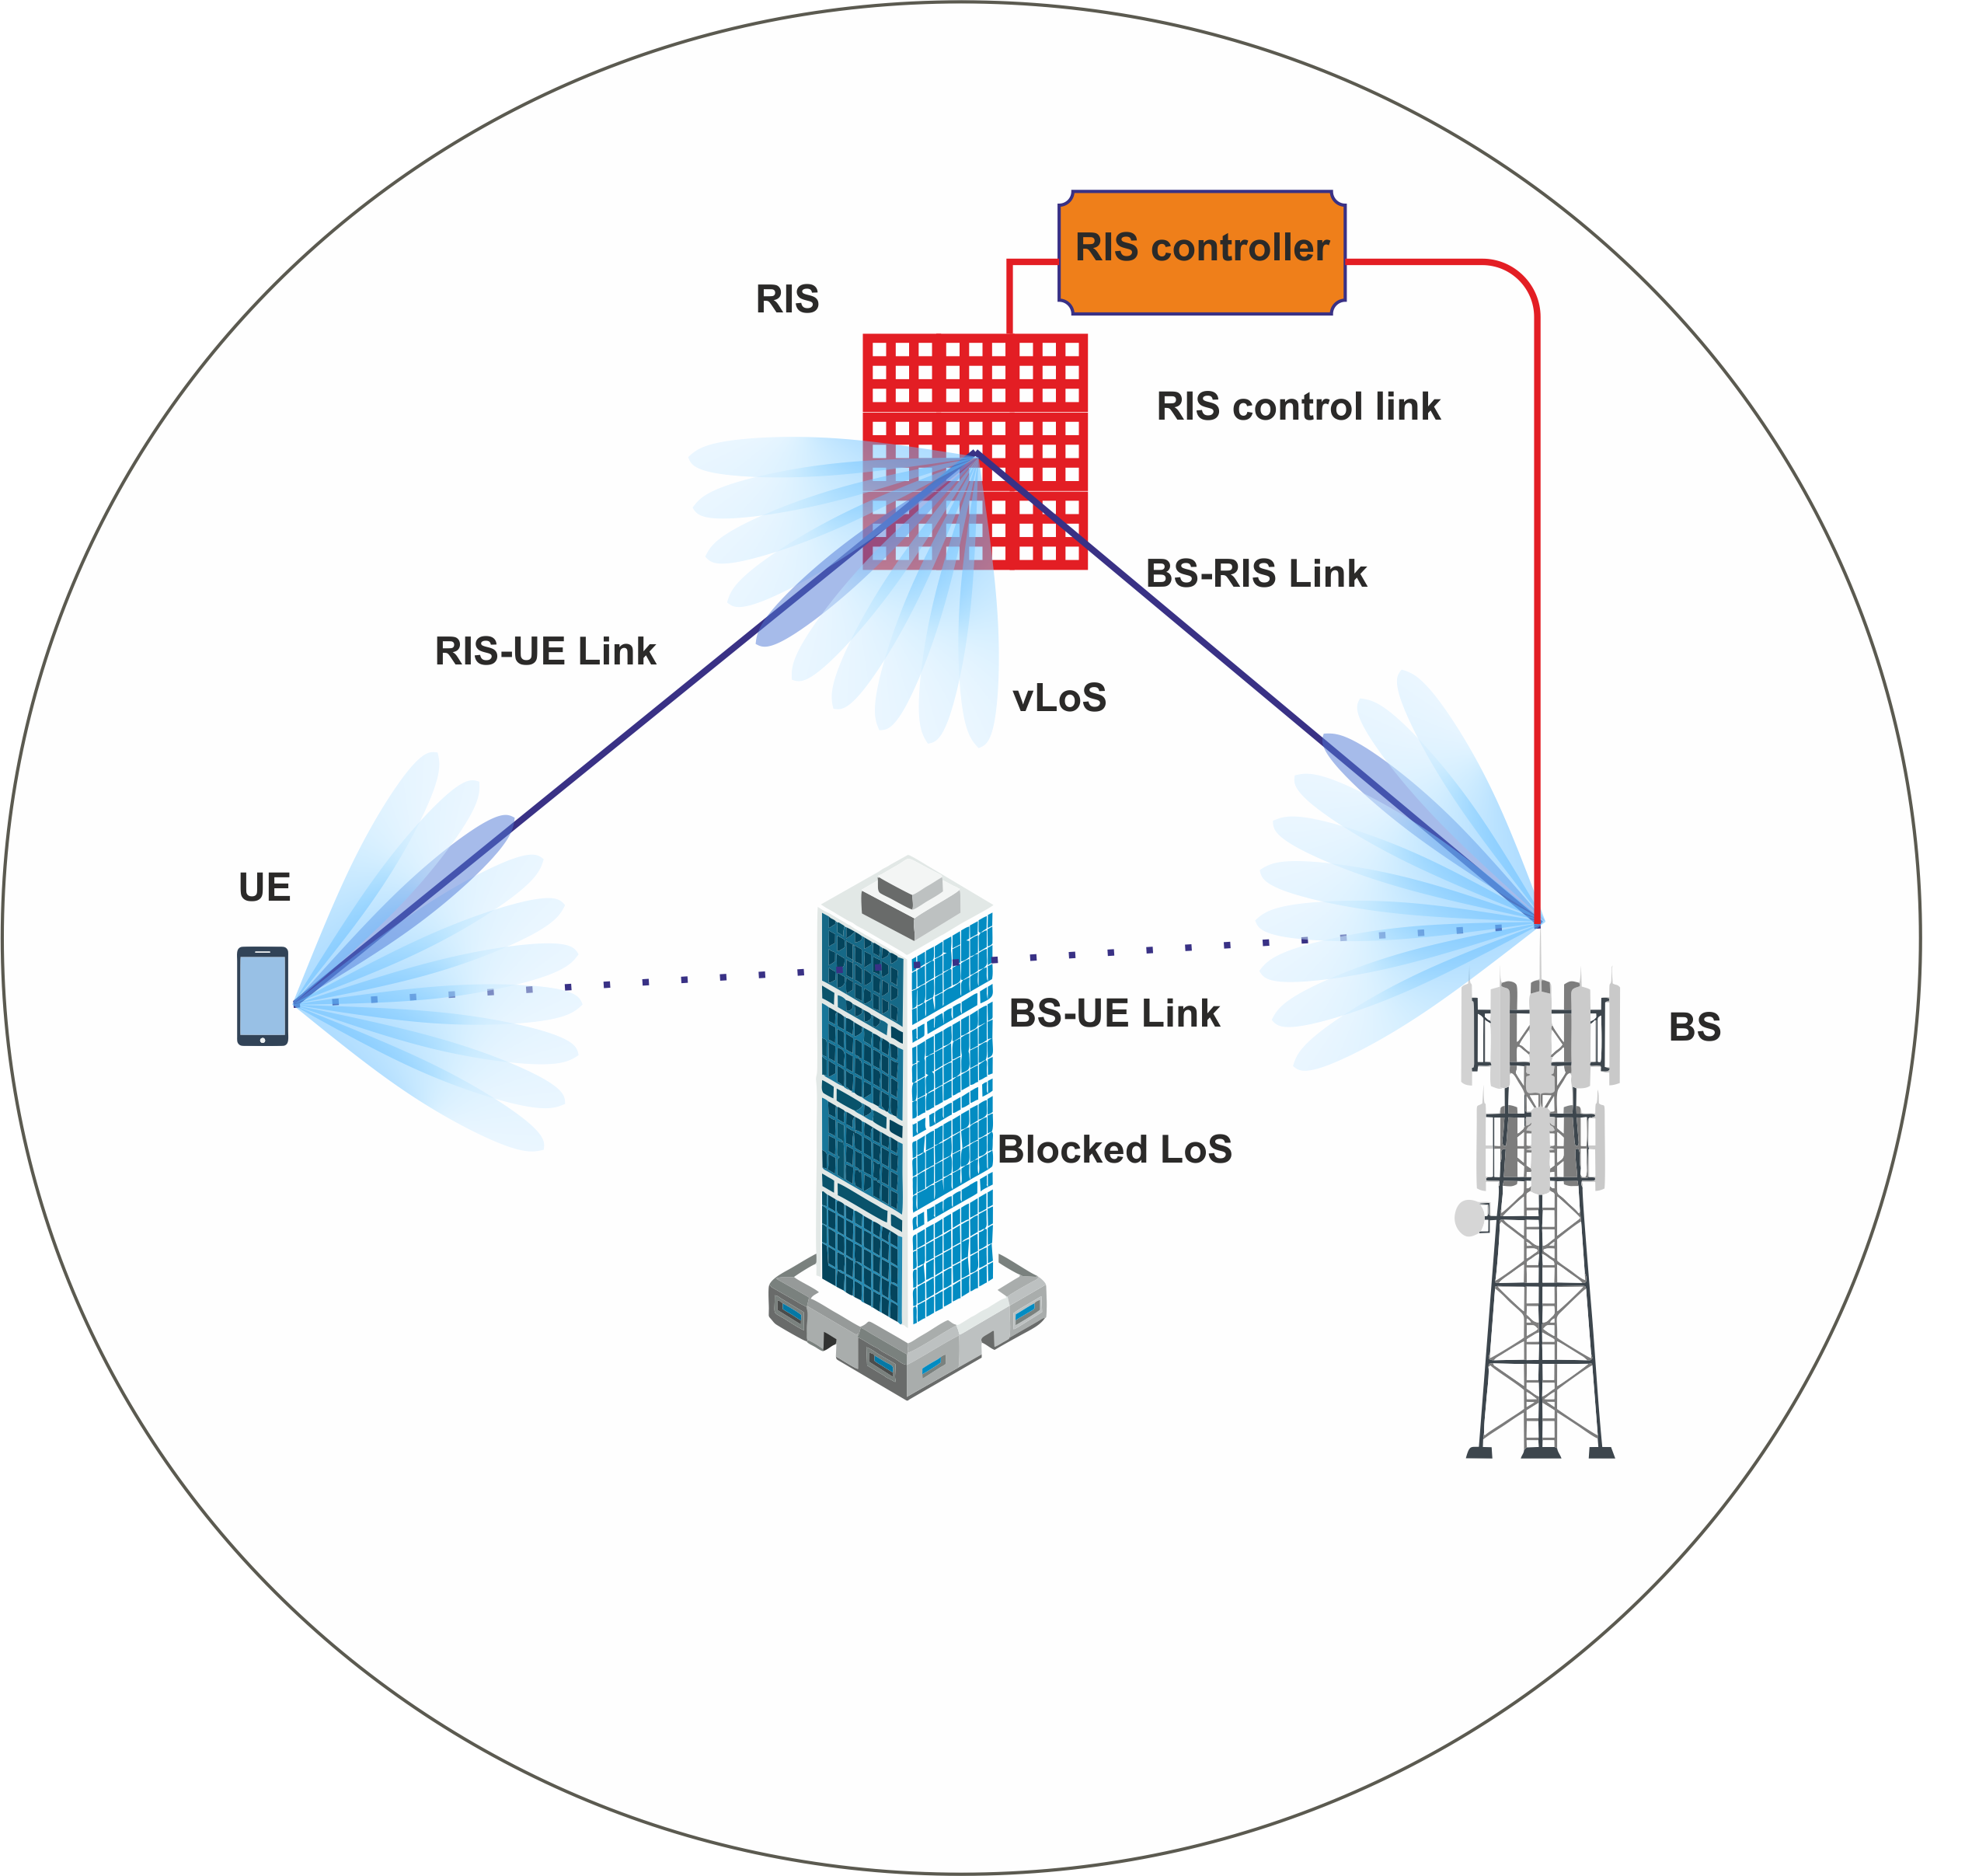 RIS controller
RIS
RIS control link
BS-RIS Link
RIS-UE Link
vLoS
UE
BS-UE Link
BS
Blocked LoS